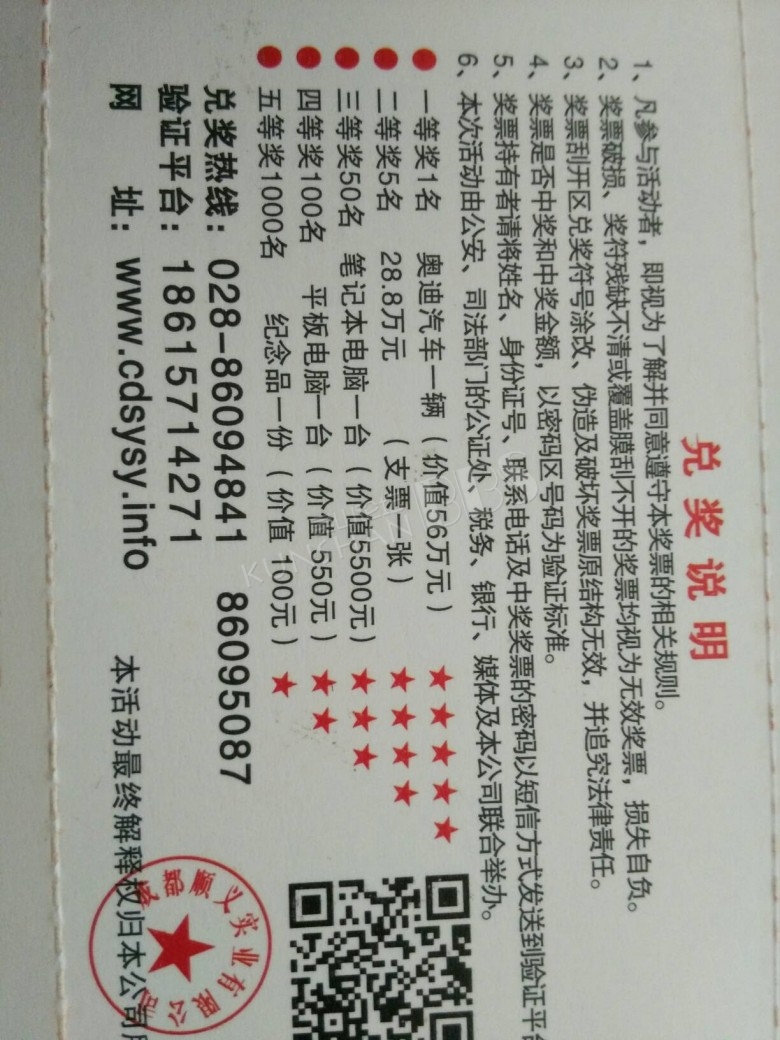 兑奖说明
1、凡参与活动者，即视为了解并同意遵守本奖票的相关规则。
2、奖票破损、奖符残缺不清或覆盖膜刮不开的奖票均视为无效奖票，损失自负。
3、奖票刮开区兑奖符号涂改、伪造及破坏奖票原结构无效，并追究法律责任。
4、奖票是否中奖和中奖金额，以密码区号码为验证标准。
5、奖票持有者请将姓名、身份证号、联系电话及中奖奖票的密码以短信方式发送到验证平台
6、本次活动由公安、司法部门的公证处、税务、银行、媒体及本公司联合举办。
● 一等奖1名 奥迪汽车一辆（价值56万元）★★★★★
● 二等奖5名 28.8万元 （支票一张）★★★★
● 三等奖50名 笔记本电脑一台（价值5500元）★★★
● 四等奖100名 平板电脑一台（价值 550元）★★
● 五等奖1000名 纪念品一份（价值 100元）★
兑奖热线：028-86094841 86095087
验证平台：18615714271
网 址：www.cdsysy.info
本活动最终解释权归本公司所
成都顺义实业有限公司